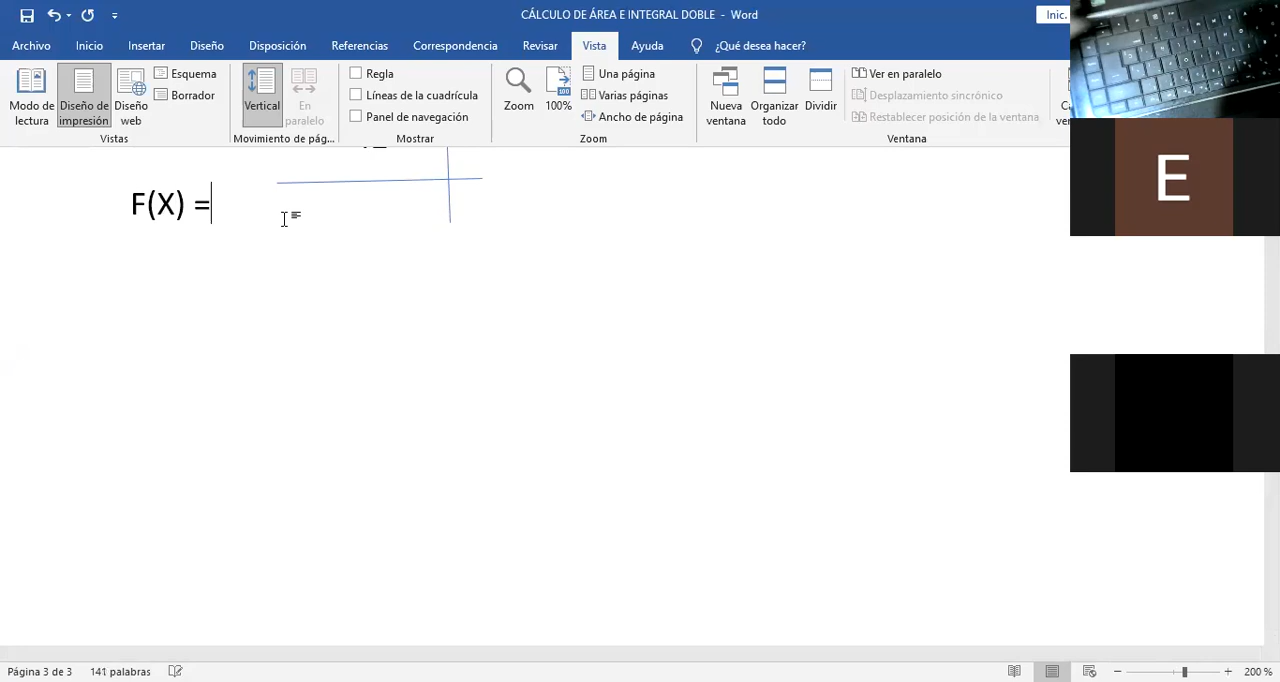 CÁLCULO DE ÁREA E INTEGRAL DOBLE - Word
Inic.
Archivo Inicio Insertar Diseño Disposición Referencias Correspondencia Revisar Vista Ayuda ¿Qué desea hacer?
Modo de lectura
Diseño de impresión
Diseño web
Esquema
Borrador
Vistas
Vertical
En paralelo
Movimiento de pág...
Regla
Líneas de la cuadrícula
Panel de navegación
Mostrar
Zoom
100%
Una página
Varias páginas
Ancho de página
Zoom
Nueva ventana
Organizar todo
Dividir
Ver en paralelo
Desplazamiento sincrónico
Restablecer posición de la ventana
Ventana
F(X) =
E
Página 3 de 3 141 palabras
200 %